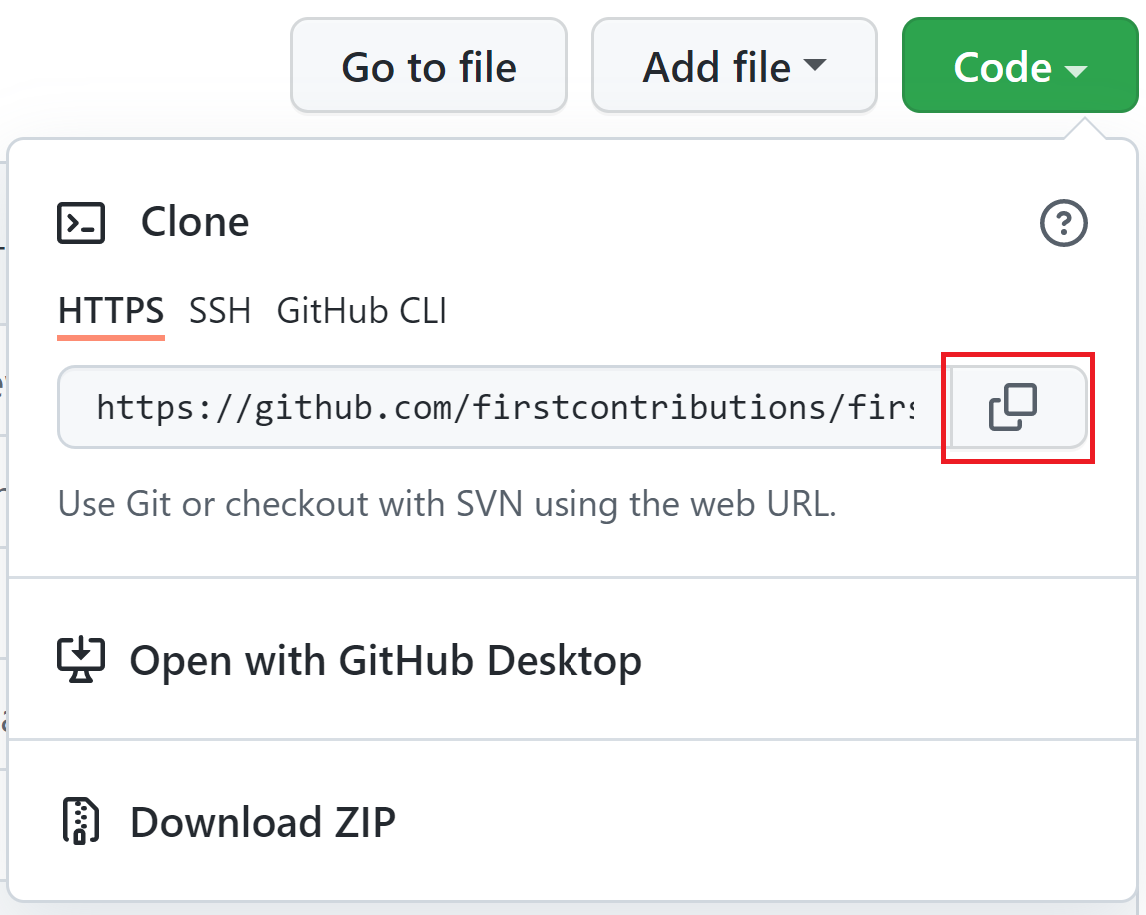 Go to file Add file Code
Clone
HTTPS SSH GitHub CLI
https://github.com/firstcontributions/firs
Use Git or checkout with SVN using the web URL.
Open with GitHub Desktop
Download ZIP